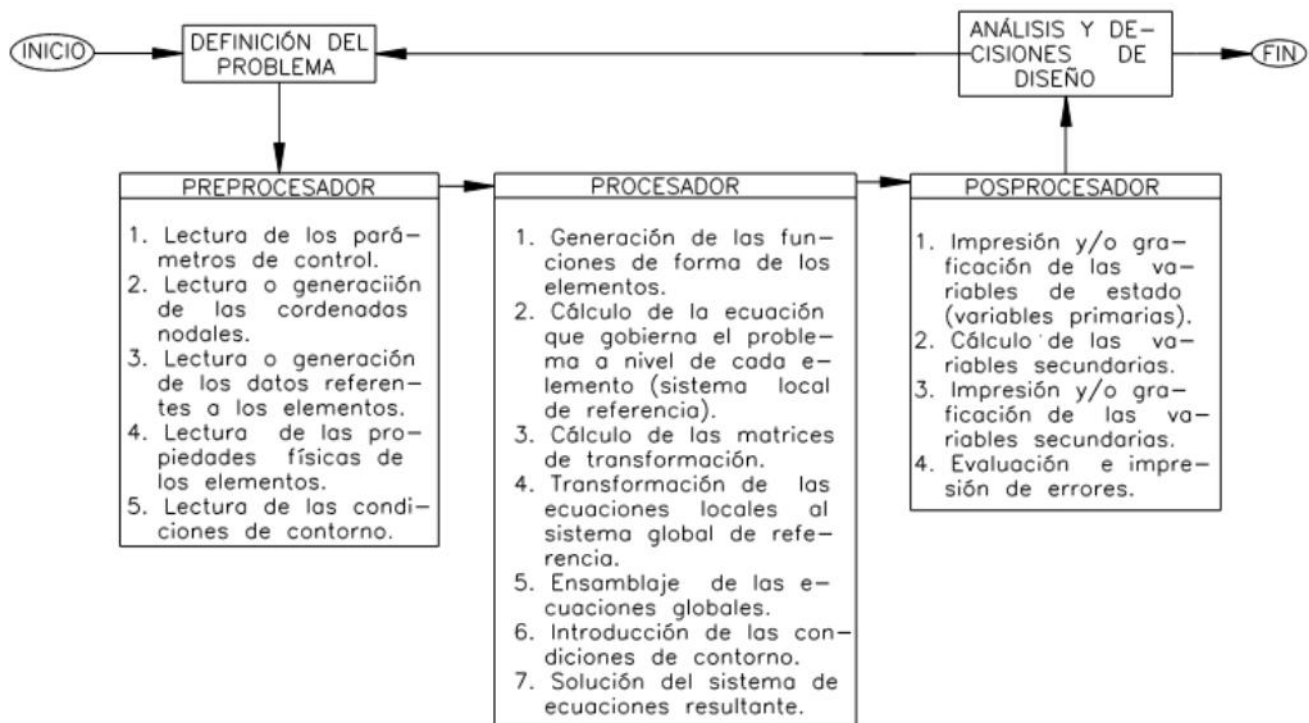 INICIO
DEFINICIÓN DEL
PROBLEMA
ANÁLISIS Y DE-
CISIONES DE
DISEÑO
FIN
PREPROCESADOR
1. Lectura de los pará-
metros de control.
2. Lectura o generaciión
de las cordenadas
nodales.
3. Lectura o generación
de los datos referen-
tes a los elementos.
4. Lectura de las pro-
piedades físicas de
los elementos.
5. Lectura de las condi-
ciones de contorno.
PROCESADOR
1. Generación de las fun-
ciones de forma de los
elementos.
2. Cálculo de la ecuación
que gobierna el proble-
ma a nivel de cada e-
lemento (sistema local
de referencia).
3. Cálculo de las matrices
de transformación.
4. Transformación de las
ecuaciones locales al
sistema global de refe-
rencia.
5. Ensamblaje de las e-
cuaciones globales.
6. Introducción de las con-
diciones de contorno.
7. Solución del sistema de
ecuaciones resultante.
POSPROCESADOR
1. Impresión y/o gra-
ficación de las va-
riables de estado
(variables primarias).
2. Cálculo de las va-
riables secundarias.
3. Impresión y/o gra-
ficación de las va-
riables secundarias.
4. Evaluación e impre-
sión de errores.